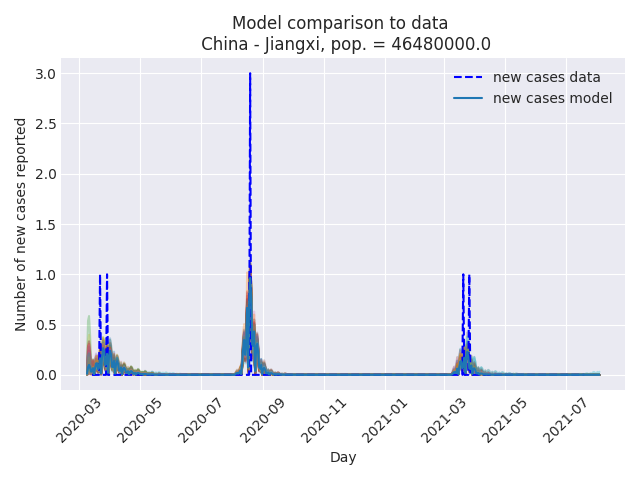 Model comparison to data
China - Jiangxi, pop. = 46480000.0
new cases data
new cases model
Number of new cases reported
3.0
2.5
2.0
1.5
1.0
0.5
0.0
2020-03
2020-05
2020-07
2020-09
2020-11
2021-01
2021-03
2021-05
2021-07
Day